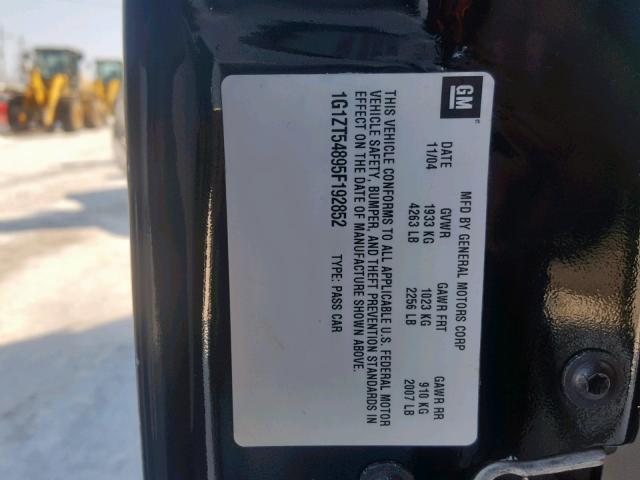 GM
MFD BY GENERAL MOTORS CORP
DATE GVWR GAWR FRT GAWR RR
11/04 1933 KG 1023 KG 910 KG
4263 LB 2256 LB 2007 LB
THIS VEHICLE CONFORMS TO ALL APPLICABLE U.S. FEDERAL MOTOR
VEHICLE SAFETY, BUMPER, AND THEFT PREVENTION STANDARDS IN
EFFECT ON THE DATE OF MANUFACTURE SHOWN ABOVE.
1G1ZT54895F192852 TYPE: PASS CAR